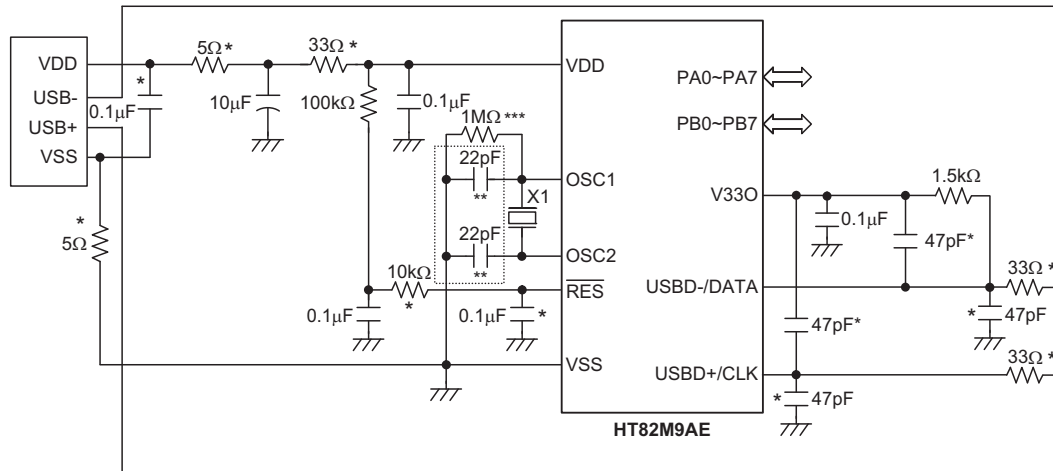 VDD
USB-
USB+
VSS
*
0.1μF
5Ω*
10μF
33Ω *
100kΩ
0.1μF
1MΩ ***
22pF
**
X1
22pF
**
*
5Ω
10kΩ
*
0.1μF
0.1μF
*
VDD
OSC1
OSC2
RES
VSS
PA0~PA7
PB0~PB7
V33O
USBD-/DATA
USBD+/CLK
HT82M9AE
0.1μF
1.5kΩ
47pF*
33Ω *
*
47pF
47pF*
33Ω *
*
47pF